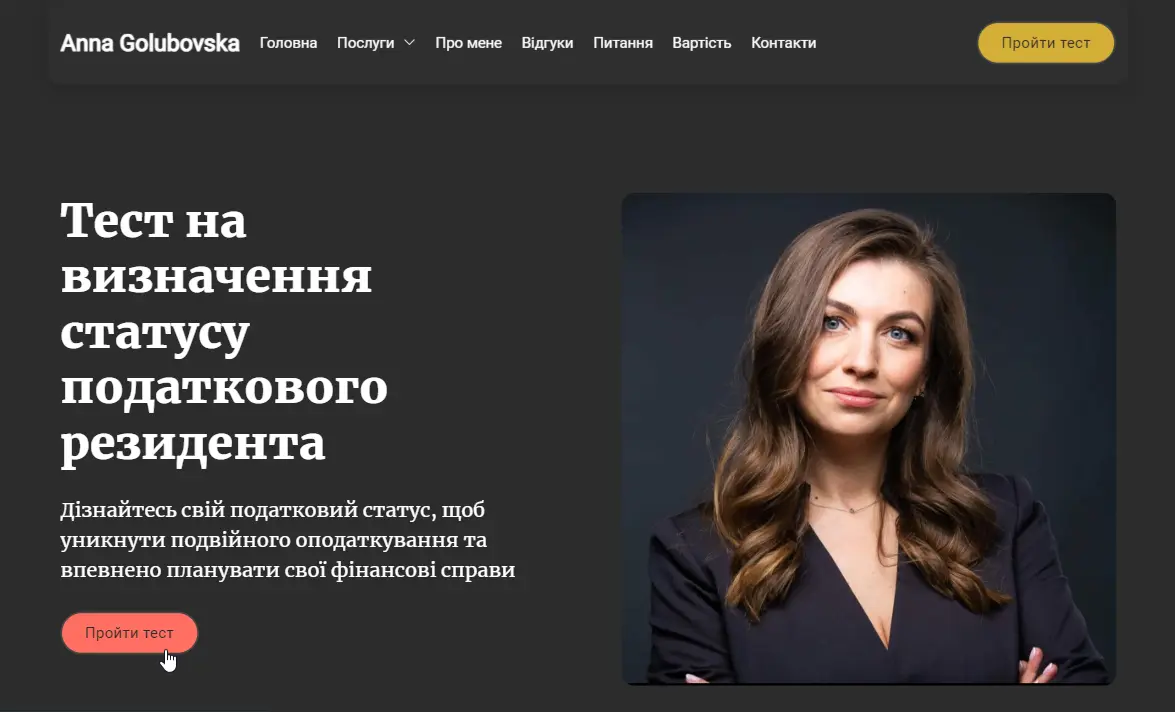 Anna Golubovska Головна Послуги Про мене Відгуки Питання Вартість Контакти Пройти тест
Тест на
визначення
статусу
податкового
резидента
Дізнайтесь свій податковий статус, щоб
уникнути подвійного оподаткування та
впевнено планувати свої фінансові справи
Пройти тест